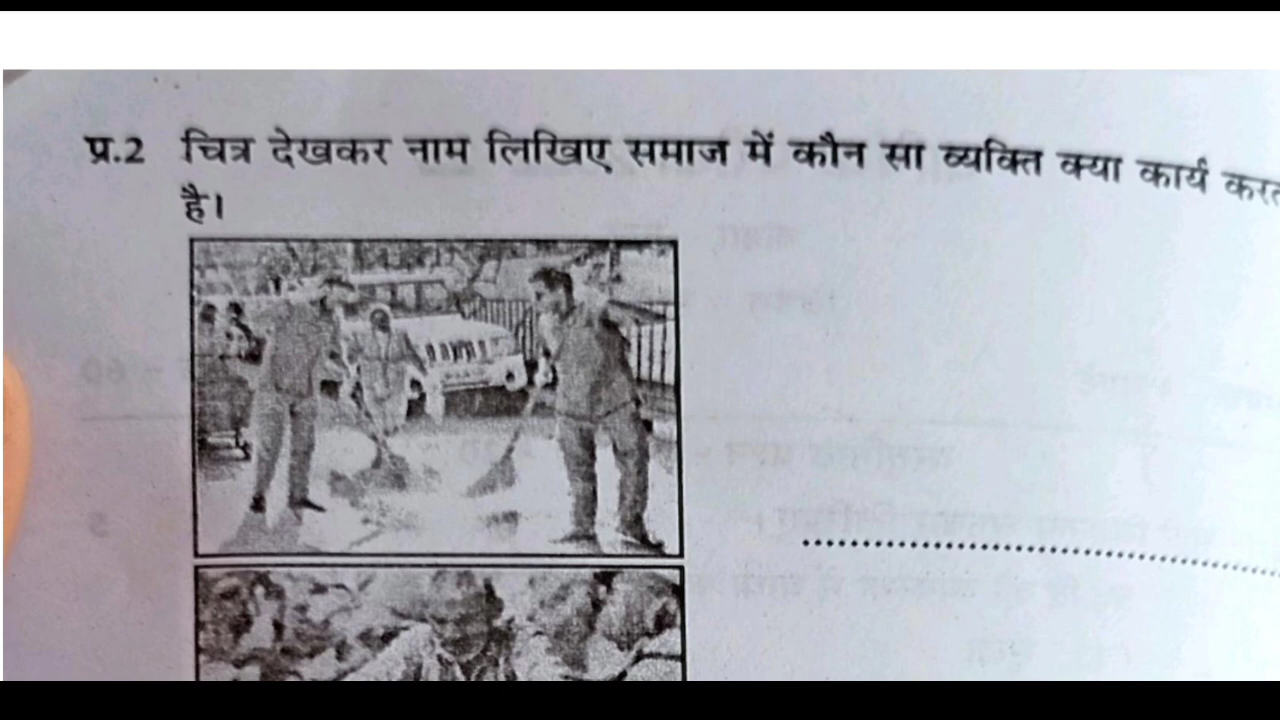 प्र.2 चित्र देखकर नाम लिखिए समाज में कौन सा व्यक्ति क्या कार्य करत
है।